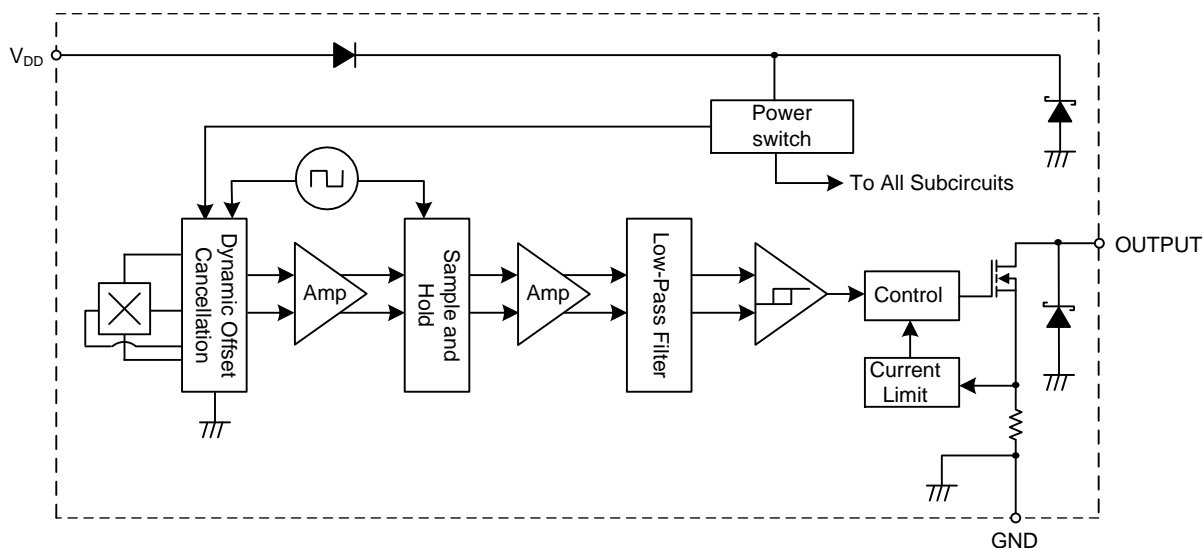 V_DD
Power
switch
To All Subcircuits
Dynamic Offset
Cancellation
Amp
Sample and
Hold
Amp
Low-Pass Filter
Control
Current
Limit
OUTPUT
GND